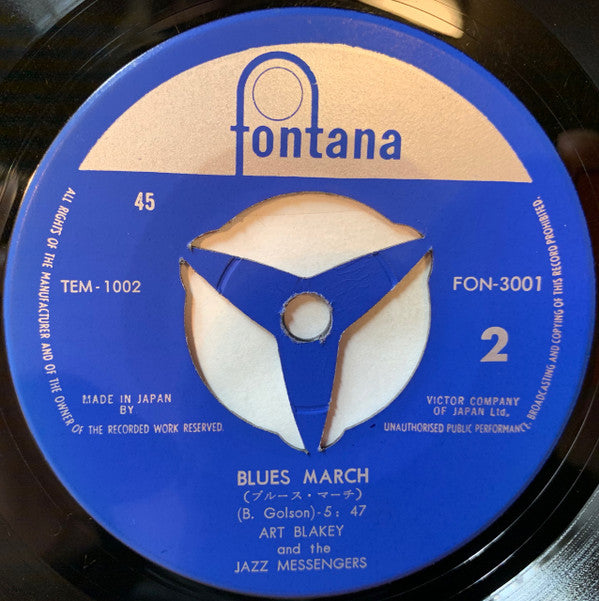 fontana
45
TEM-1002
FON-3001
2
MADE IN JAPAN
BY
VICTOR COMPANY
OF JAPAN Ltd.,
ALL RIGHTS OF THE MANUFACTURER AND OF THE OWNER OF THE RECORDED WORK RESERVED.
UNAUTHORISED PUBLIC PERFORMANCE, BROADCASTING AND COPYING OF THIS RECORD PROHIBITED.
BLUES MARCH
(ブルース・マーチ)
(B. Golson)-5:47
ART BLAKEY
and the
JAZZ MESSENGERS